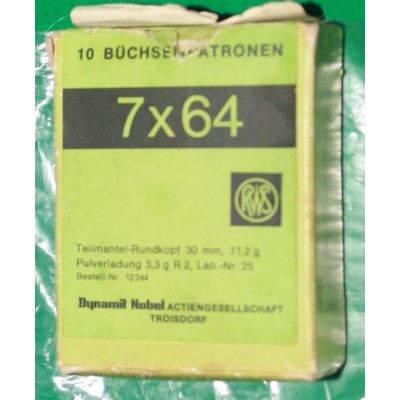 10 BÜCHSENPATRONEN
7x64
RWS
Teilmantel-Rundkopf 30 mm, 11,2 g
Pulverladung 3,3 g R 2, Lab.-Nr. 25
Bestell-Nr. 12244
Dynamit Nobel ACTIENGESELLSCHAFT
TROISDORF